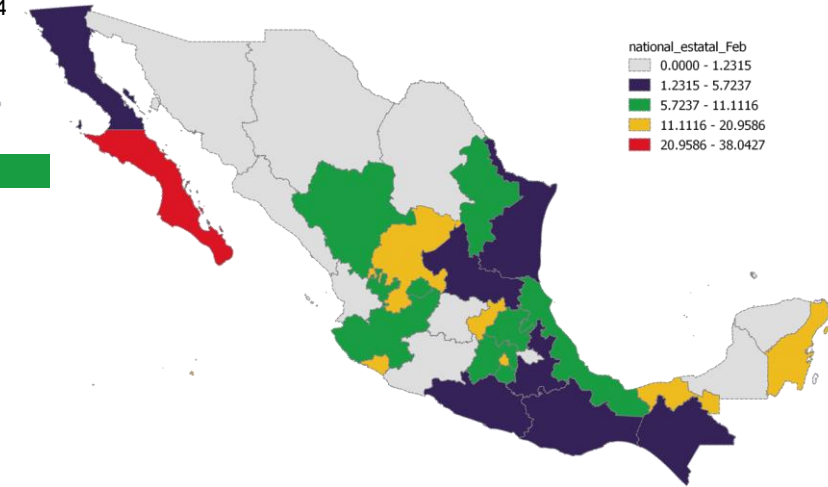 4
national_estatal_Feb
0.0000 - 1.2315
1.2315 - 5.7237
5.7237 - 11.1116
11.1116 - 20.9586
20.9586 - 38.0427